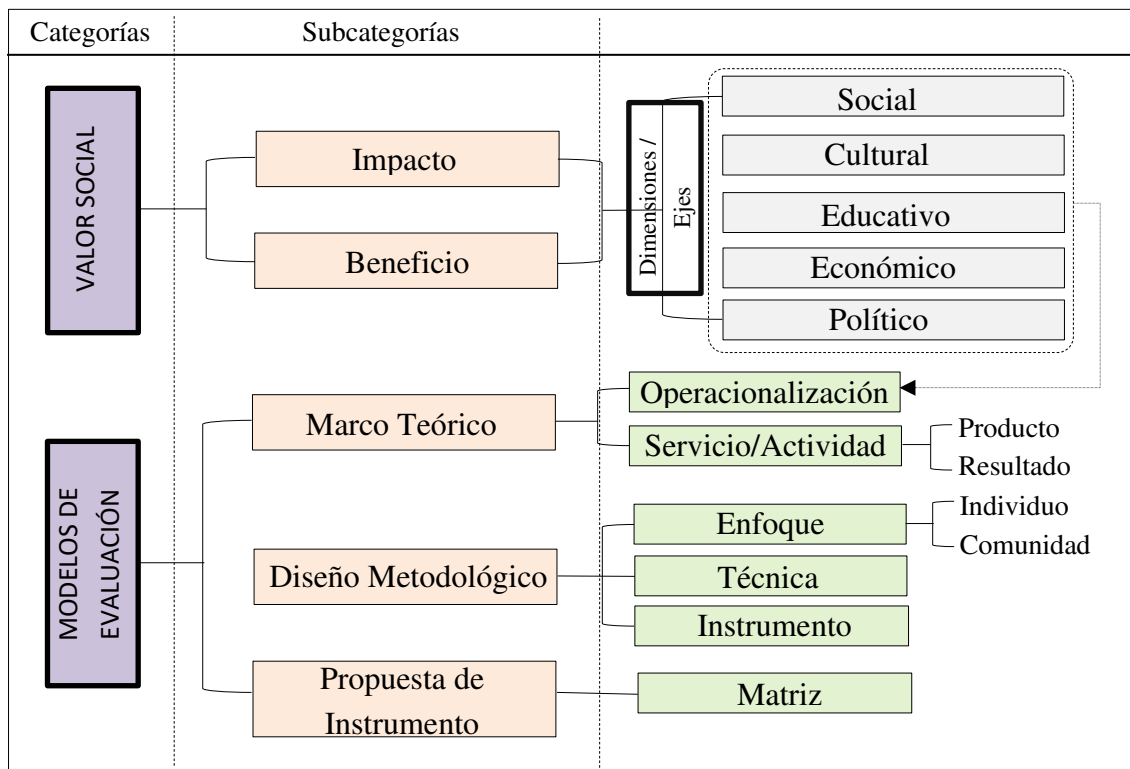 Categorías
Subcategorías
VALOR SOCIAL
Impacto
Beneficio
Dimensiones /
Ejes
Social
Cultural
Educativo
Económico
Político
MODELOS DE
EVALUACIÓN
Marco Teórico
Operacionalización
Servicio/Actividad
Producto
Resultado
Diseño Metodológico
Enfoque
Individuo
Comunidad
Técnica
Instrumento
Propuesta de
Instrumento
Matriz